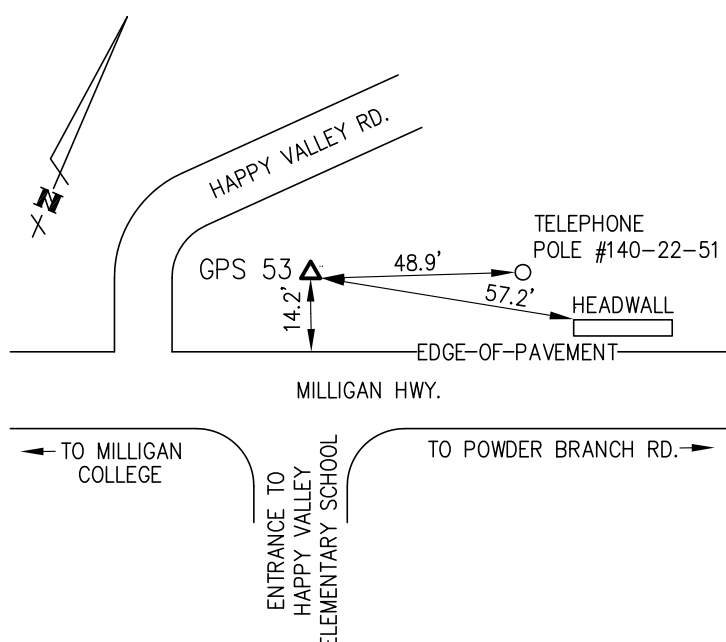 N
HAPPY VALLEY RD.
TELEPHONE
POLE #140-22-51
GPS 53
48.9'
57.2'
14.2'
HEADWALL
EDGE-OF-PAVEMENT
MILLIGAN HWY.
TO MILLIGAN
COLLEGE
TO POWDER BRANCH RD.
ENTRANCE TO
HAPPY VALLEY
ELEMENTARY SCHOOL